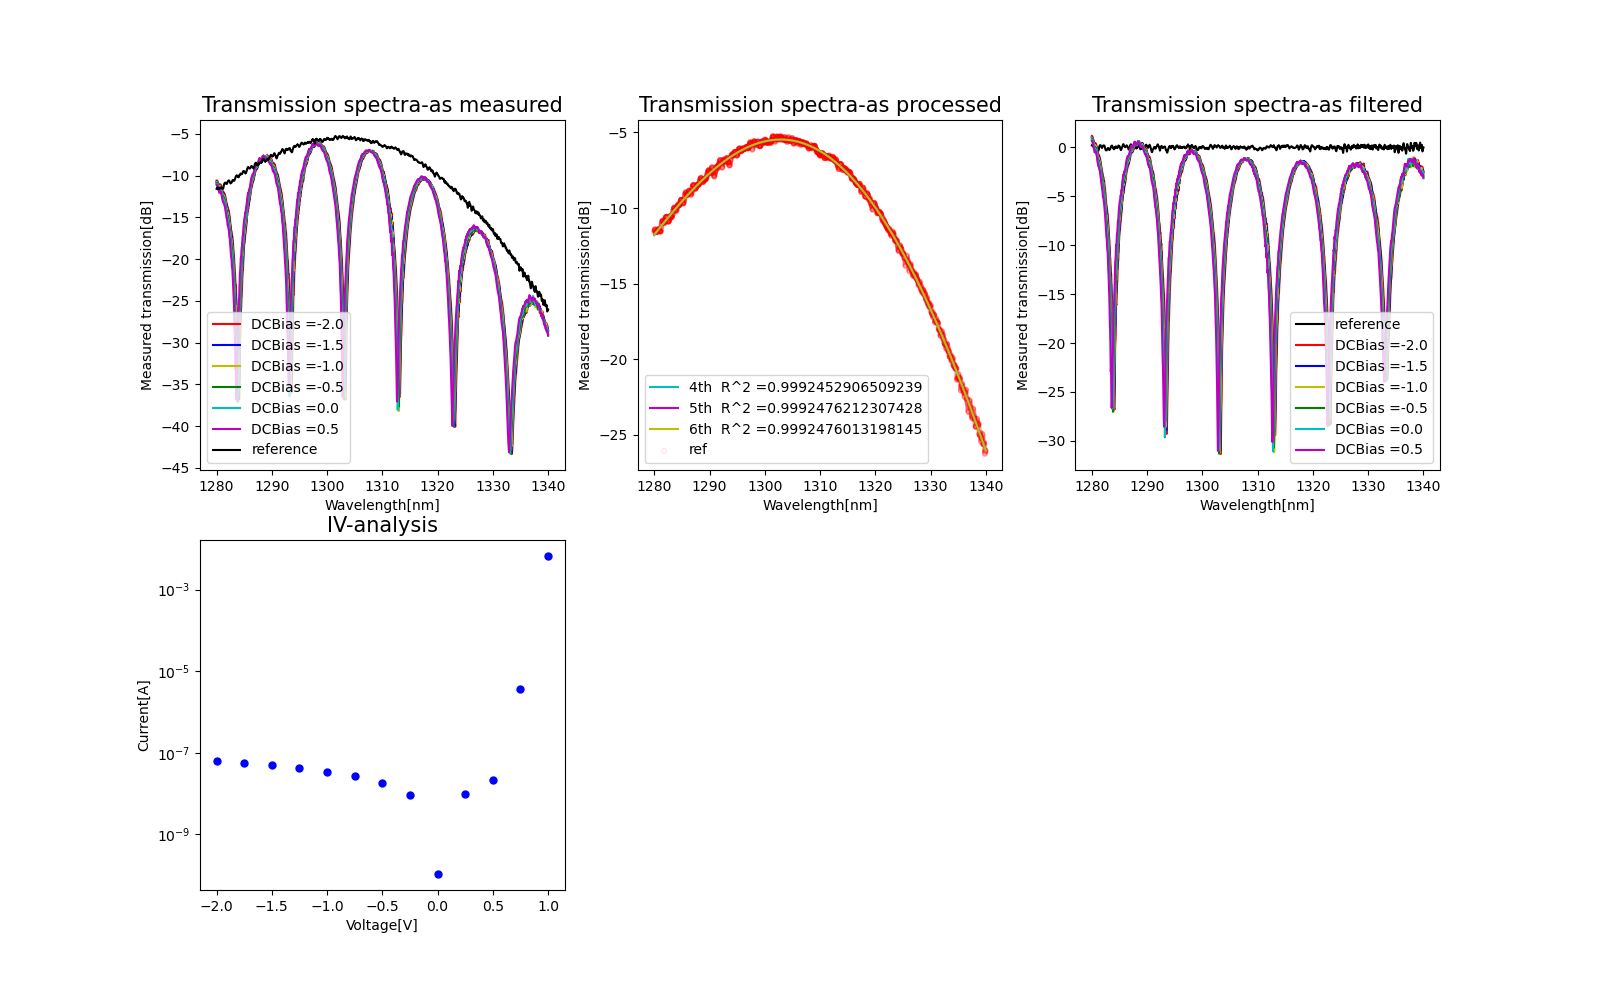 Transmission spectra-as measured
Measured transmission[dB]
−5
−10
−15
−20
−25
−30
−35
−40
−45
DCBias =-2.0
DCBias =-1.5
DCBias =-1.0
DCBias =-0.5
DCBias =0.0
DCBias =0.5
reference
1280 1290 1300 1310 1320 1330 1340
Wavelength[nm]
Transmission spectra-as processed
Measured transmission[dB]
−5
−10
−15
−20
−25
4th R^2 =0.9992452906509239
5th R^2 =0.9992476212307428
6th R^2 =0.9992476013198145
ref
1280 1290 1300 1310 1320 1330 1340
Wavelength[nm]
Transmission spectra-as filtered
Measured transmission[dB]
0
−5
−10
−15
−20
−25
−30
reference
DCBias =-2.0
DCBias =-1.5
DCBias =-1.0
DCBias =-0.5
DCBias =0.0
DCBias =0.5
1280 1290 1300 1310 1320 1330 1340
Wavelength[nm]
IV-analysis
Current[A]
10⁻³
10⁻⁵
10⁻⁷
10⁻⁹
−2.0 −1.5 −1.0 −0.5 0.0 0.5 1.0
Voltage[V]